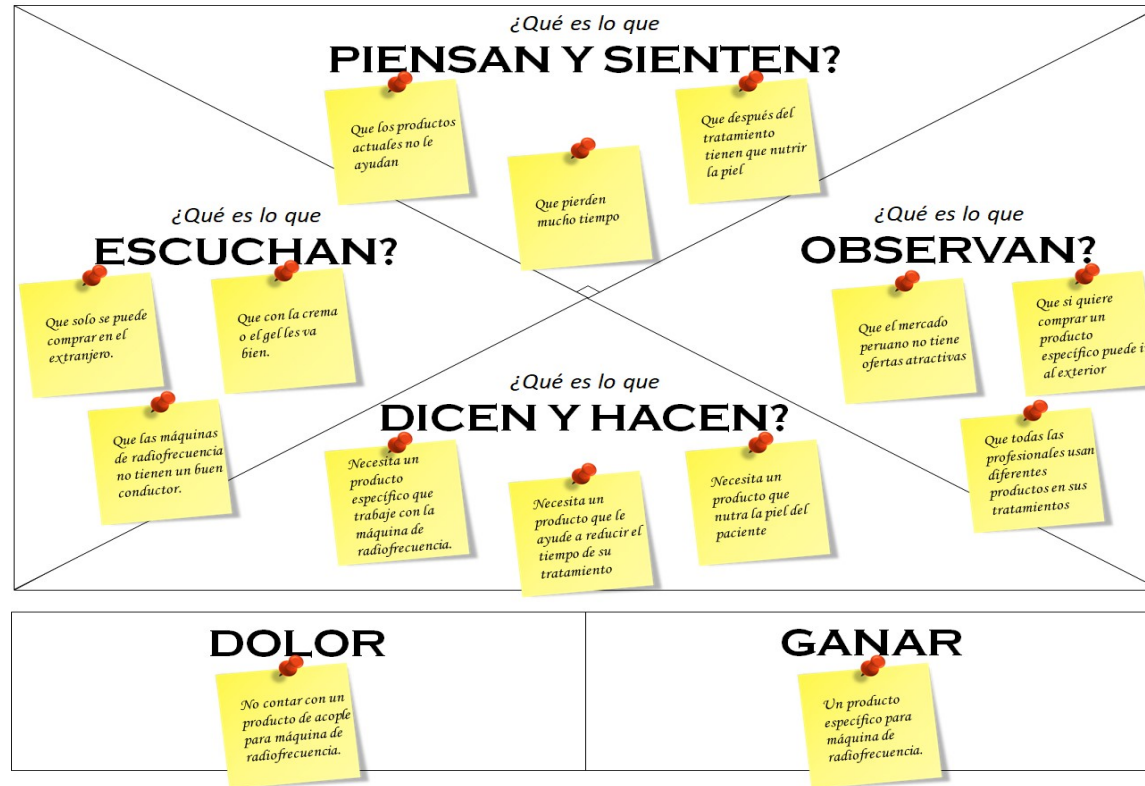 ¿Qué es lo que
PIENSAN Y SIENTEN?
Que los productos
actuales no le
ayudan
Que pierden
mucho tiempo
Que después del
tratamiento
tienen que nutrir
la piel
¿Qué es lo que
ESCUCHAN?
Que solo se puede
comprar en el
extranjero.
Que con la crema
o el gel les va
bien.
Que las máquinas
de radiofrecuencia
no tienen un buen
conductor.
¿Qué es lo que
OBSERVAN?
Que el mercado
peruano no tiene
ofertas atractivas
Que si quiere
comprar un
producto
específico puede i
al exterior
Que todas las
profesionales usan
diferentes
productos en sus
tratamientos
¿Qué es lo que
DICEN Y HACEN?
Necesita un
producto
específico que
trabaje con la
máquina de
radiofrecuencia.
Necesita un
producto que le
ayude a reducir el
tiempo de su
tratamiento
Necesita un
producto que
nutra la piel del
paciente
DOLOR
No contar con un
producto de acople
para máquina de
radiofrecuencia.
GANAR
Un producto
específico para
máquina de
radiofrecuencia.